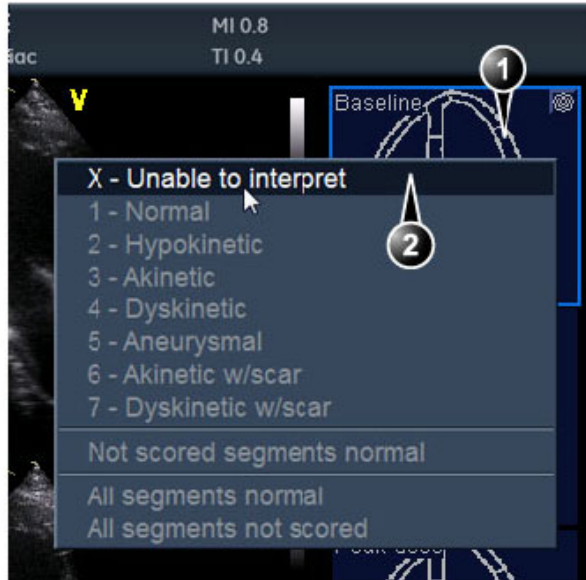 MI 0.8
TI 0.4
1
V
Baseline
X - Unable to interpret
1 - Normal
2
2 - Hypokinetic
3 - Akinetic
4 - Dyskinetic
5 - Aneurysmal
6 - Akinetic w/scar
7 - Dyskinetic w/scar
Not scored segments normal
All segments normal
All segments not scored